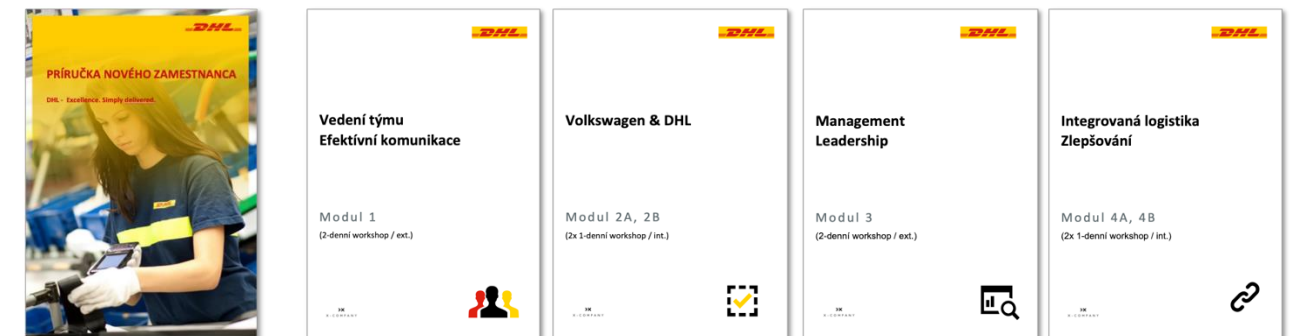 DHL
PRÍRUČKA NOVÉHO ZAMESTNANCA
DHL - Excellence. Simply delivered.
DHL
Vedení týmu
Efektívní komunikace
Modul 1
(2-denní workshop / ext.)
DHL
Volkswagen & DHL
Modul 2A, 2B
(2x 1-denní workshop / int.)
DHL
Management
Leadership
Modul 3
(2-denní workshop / ext.)
DHL
Integrovaná logistika
Zlepšování
Modul 4A, 4B
(2x 1-denní workshop / int.)